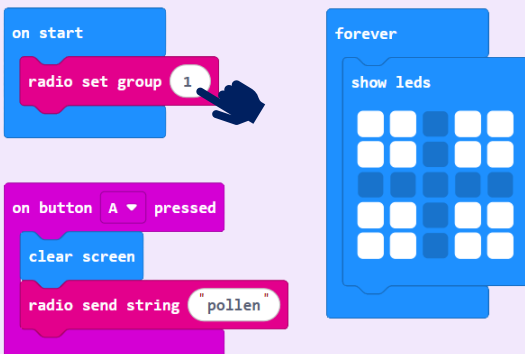 on start
radio set group 1
on button A pressed
clear screen
radio send string "pollen"
forever
show leds